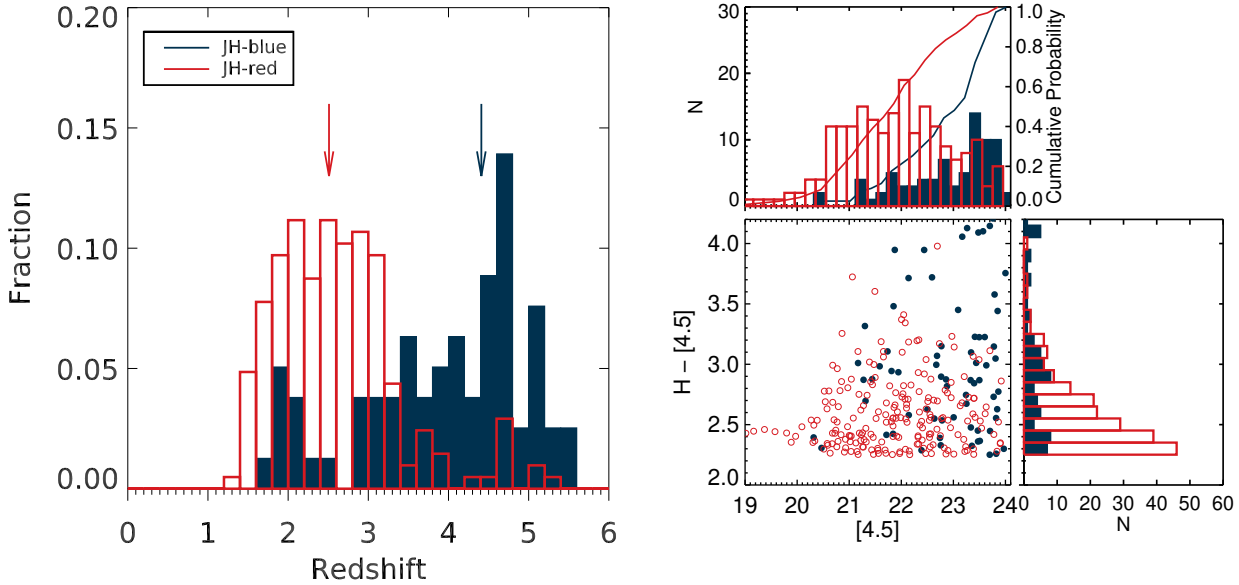 0.20
0.15
0.10
0.05
0.00
Fraction
JH-blue
JH-red
0 1 2 3 4 5 6
Redshift
30
20
10
0
N
1.0
0.8
0.6
0.4
0.2
0.0
Cumulative Probability
4.0
3.5
3.0
2.5
2.0
H − [4.5]
19 20 21 22 23 24
[4.5]
0 10 20 30 40 50 60
N